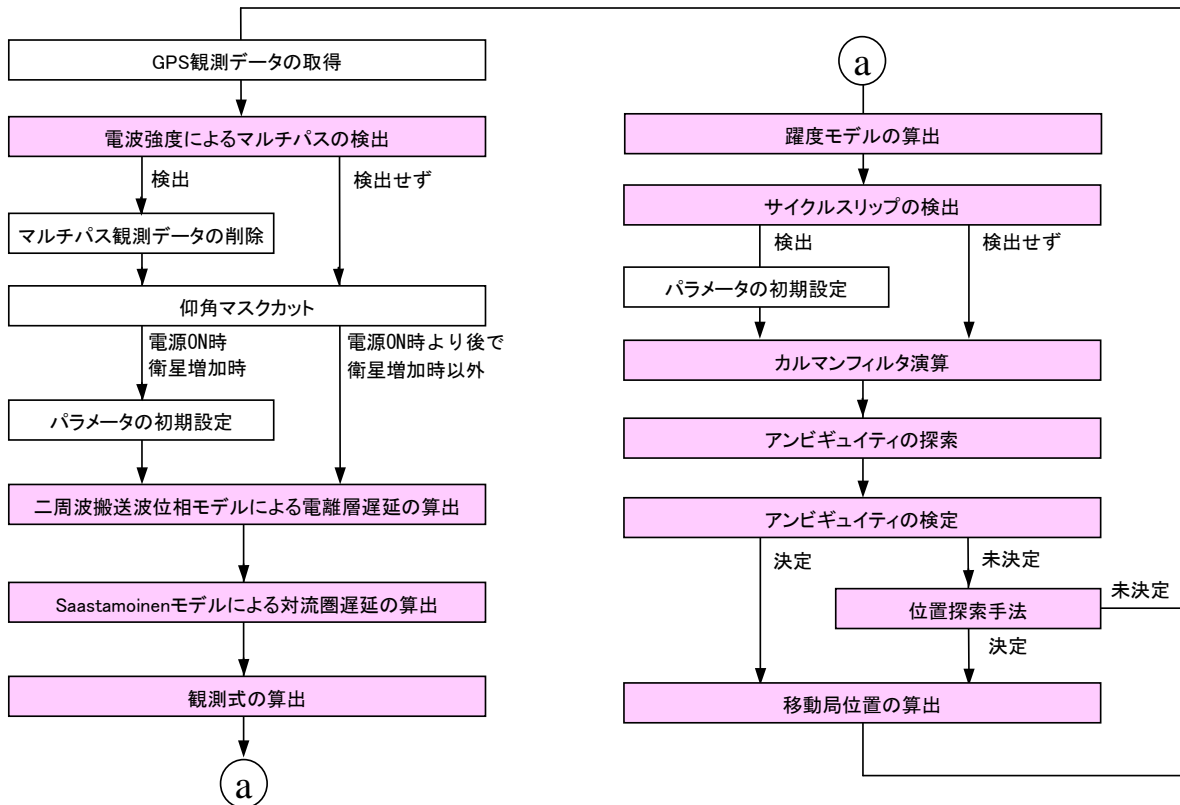 GPS観測データの取得
電波強度によるマルチパスの検出
検出
検出せず
マルチパス観測データの削除
仰角マスクカット
電源ON時
衛星増加時
電源ON時より後で
衛星増加時以外
パラメータの初期設定
二周波搬送波位相モデルによる電離層遅延の算出
Saastamoinenモデルによる対流圏遅延の算出
観測式の算出
a
a
躍度モデルの算出
サイクルスリップの検出
検出
検出せず
パラメータの初期設定
カルマンフィルタ演算
アンビギュイティの探索
アンビギュイティの検定
決定
未決定
位置探索手法
未決定
決定
移動局位置の算出